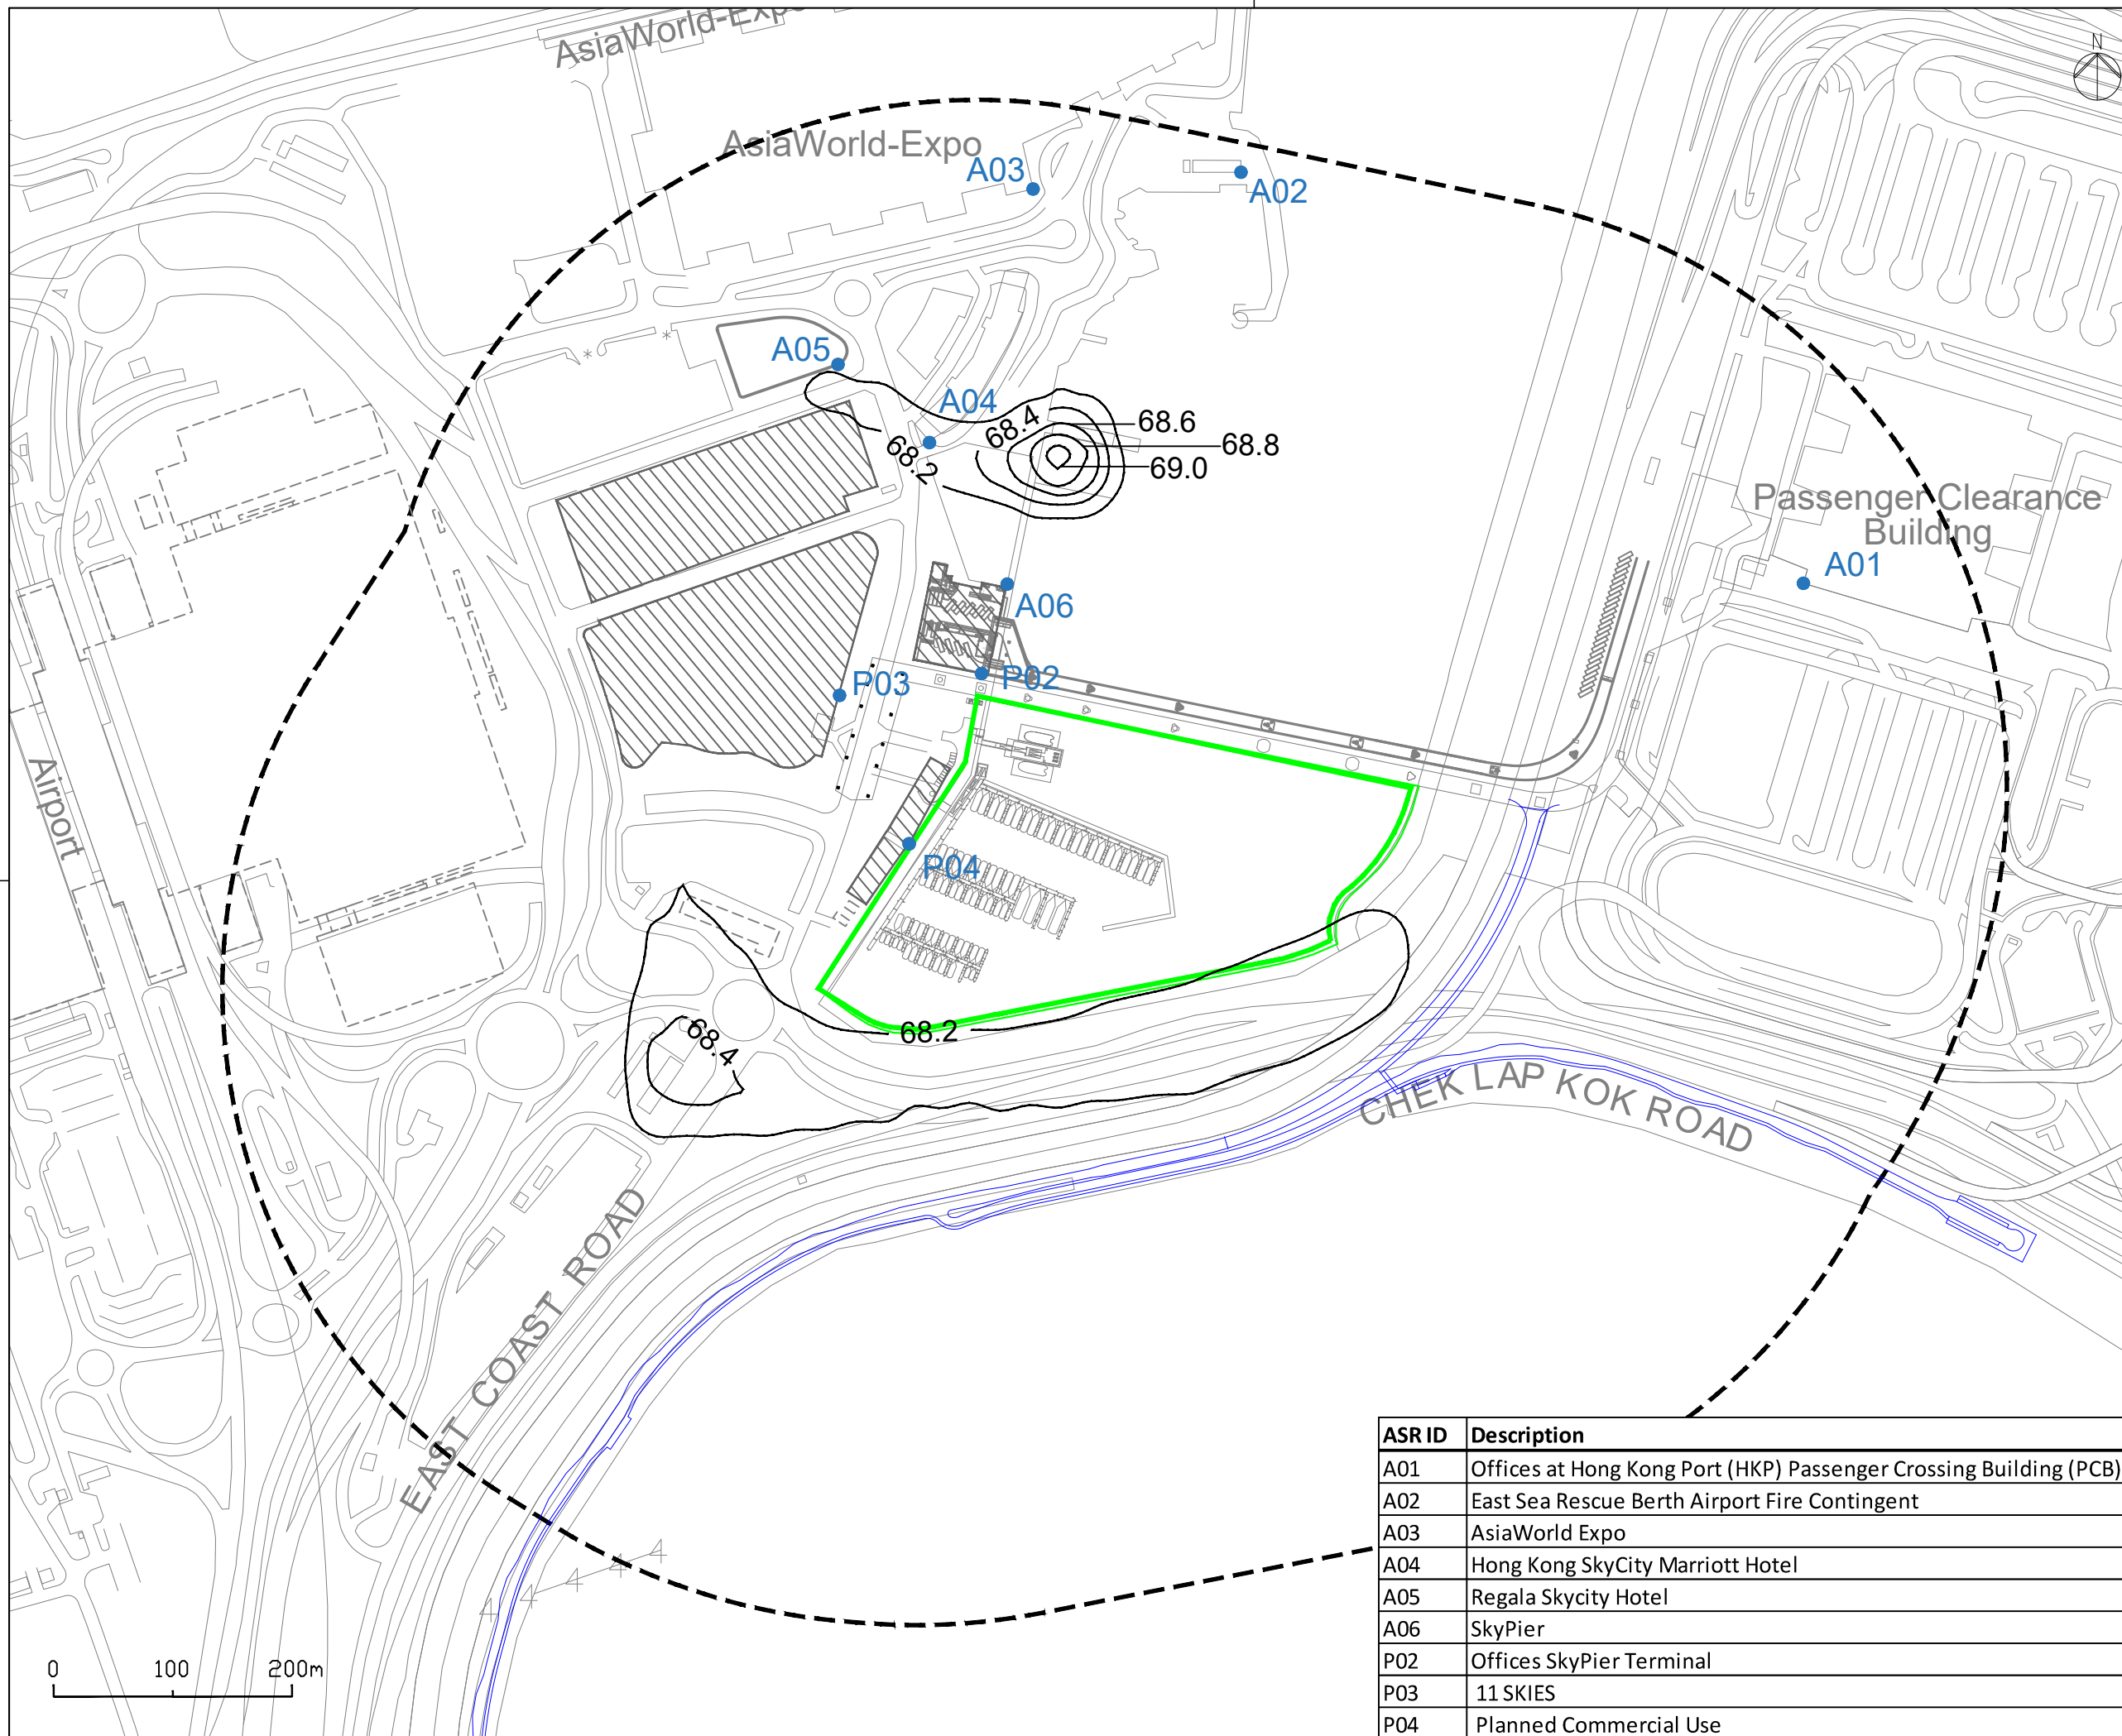 AsiaWorld-Expo
N
AsiaWorld-Expo
A03
A02
A05
A04
68.4
68.6
68.8
69.0
68.2
Passenger Clearance
Building
A01
A06
P03
P02
Airport
P04
68.2
68.4
CHEK LAP KOK ROAD
EAST COAST ROAD
0 100 200m
ASR ID Description
A01 Offices at Hong Kong Port (HKP) Passenger Crossing Building (PCB)
A02 East Sea Rescue Berth Airport Fire Contingent
A03 AsiaWorld Expo
A04 Hong Kong SkyCity Marriott Hotel
A05 Regala Skycity Hotel
A06 SkyPier
P02 Offices SkyPier Terminal
P03 11 SKIES
P04 Planned Commercial Use